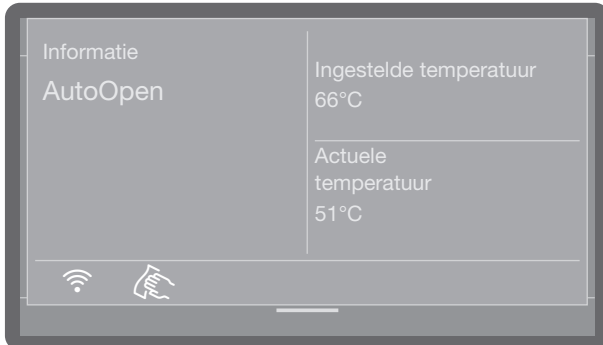 Informatie
AutoOpen
Ingestelde temperatuur
66°C
Actuele
temperatuur
51°C